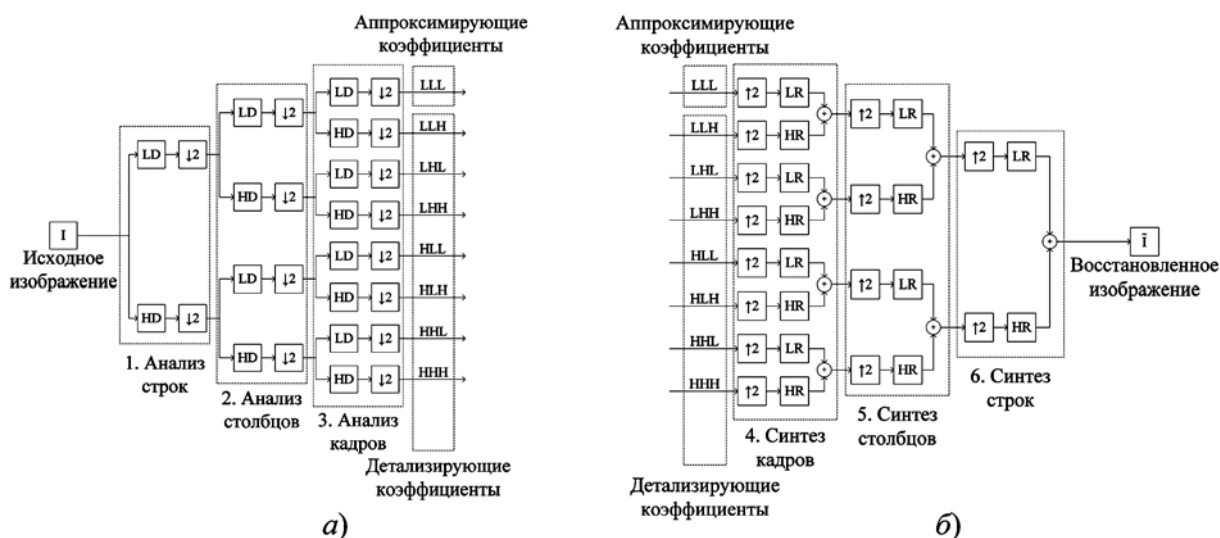 Аппроксимирующие
коэффициенты
LD
↓2
LLL
HD
↓2
LLH
LD
↓2
HD
↓2
LD
↓2
LHL
HD
↓2
LHH
LD
↓2
I
Исходное
изображение
HD
↓2
LD
↓2
HLL
HD
↓2
HLH
LD
↓2
HD
↓2
LD
↓2
HHL
HD
↓2
HHH
1. Анализ
строк
2. Анализ
столбцов
3. Анализ
кадров
Детализирующие
коэффициенты
а)
Аппроксимирующие
коэффициенты
LLL
↑2
LR
LLH
↑2
HR
LHL
↑2
LR
LHH
↑2
HR
HLL
↑2
LR
HLH
↑2
HR
HHL
↑2
LR
HHH
↑2
HR
+
+
+
+
4. Синтез
кадров
↑2
LR
↑2
HR
↑2
LR
↑2
HR
+
+
5. Синтез
столбцов
↑2
LR
↑2
HR
+
6. Синтез
строк
Ĩ
Восстановленное
изображение
Детализирующие
коэффициенты
б)